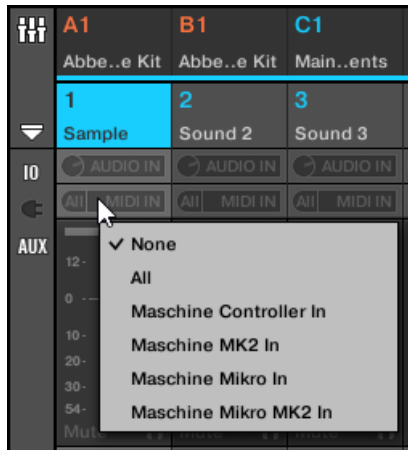 A1 B1 C1
Abbe..e Kit Abbe..e Kit Main..ents
1 2 3
Sample Sound 2 Sound 3
IO AUDIO IN AUDIO IN AUDIO IN
All MIDI IN All MIDI IN All MIDI IN
AUX
None
12-
All
0
Maschine Controller In
10-
Maschine MK2 In
20-
Maschine Mikro In
30-
Maschine Mikro MK2 In
54-
Mute Mute Mute